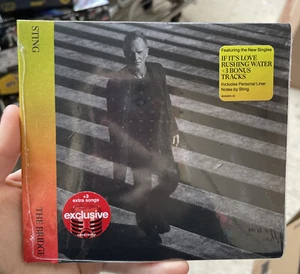 STING
THE BRIDGE
Featuring the New Singles
IF IT'S LOVE
RUSHING WATER
+3 BONUS
TRACKS
Includes Personal Liner
Notes by Sting
+3
extra songs
exclusive